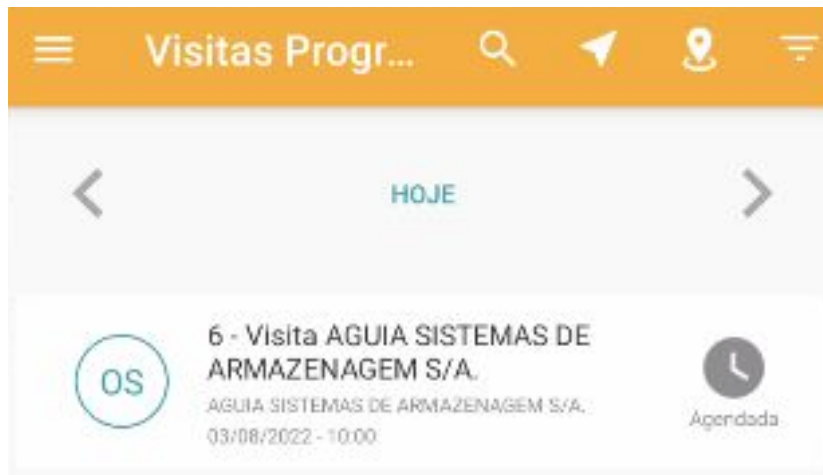 Visitas Progr...
HOJE
OS
6 - Visita AGUIA SISTEMAS DE
ARMAZENAGEM S/A.
AGUIA SISTEMAS DE ARMAZENAGEM S/A.
03/08/2022 - 10:00
Agendada